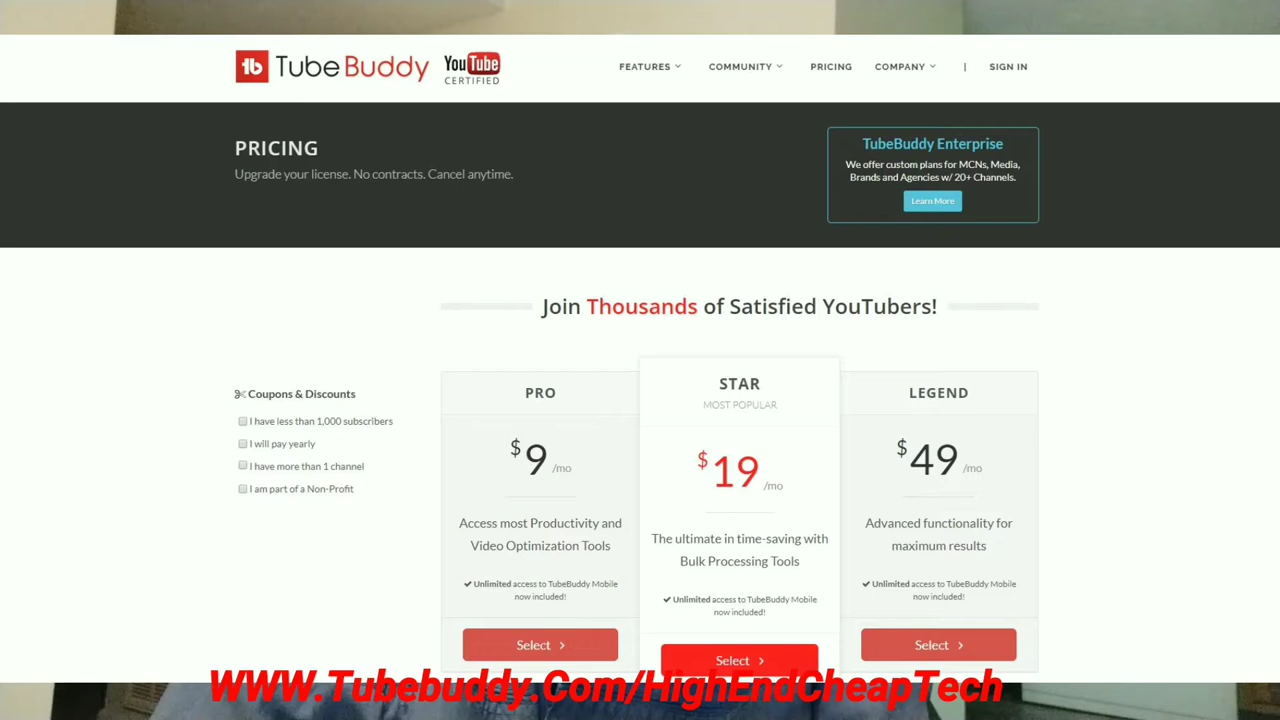 tb TubeBuddy YouTube CERTIFIED
FEATURES COMMUNITY PRICING COMPANY | SIGN IN
PRICING
Upgrade your license. No contracts. Cancel anytime.
TubeBuddy Enterprise
We offer custom plans for MCNs, Media,
Brands and Agencies w/ 20+ Channels.
Learn More
Join Thousands of Satisfied YouTubers!
Coupons & Discounts
I have less than 1,000 subscribers
I will pay yearly
I have more than 1 channel
I am part of a Non-Profit
PRO
$9 /mo
Access most Productivity and
Video Optimization Tools
✔ Unlimited access to TubeBuddy Mobile
now included!
Select >
STAR
MOST POPULAR
$19 /mo
The ultimate in time-saving with
Bulk Processing Tools
✔ Unlimited access to TubeBuddy Mobile
now included!
Select >
LEGEND
$49 /mo
Advanced functionality for
maximum results
✔ Unlimited access to TubeBuddy Mobile
now included!
Select >
WWW.Tubebuddy.Com/HighEndCheapTech